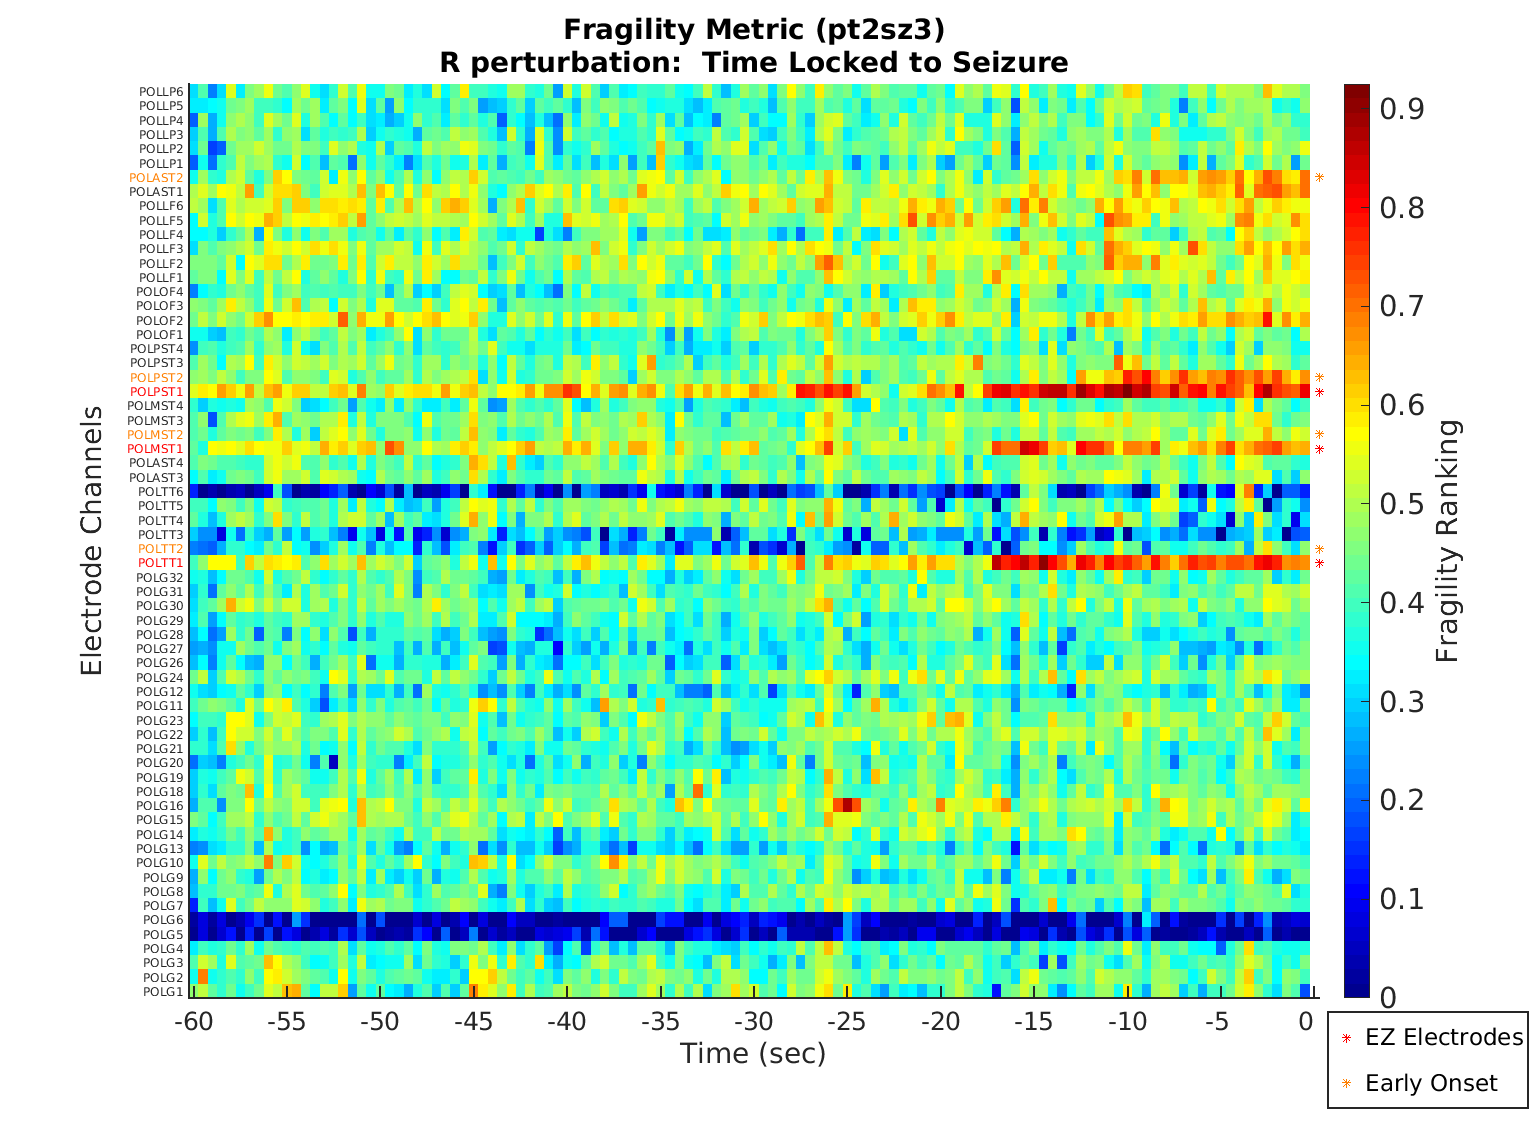 Fragility Metric (pt2sz3)
R perturbation: Time Locked to Seizure
Electrode Channels
POLLP6
POLLP5
POLLP4
POLLP3
POLLP2
POLLP1
POLAST2
POLAST1
POLLF6
POLLF5
POLLF4
POLLF3
POLLF2
POLLF1
POLOF4
POLOF3
POLOF2
POLOF1
POLPST4
POLPST3
POLPST2
POLPST1
POLMST4
POLMST3
POLMST2
POLMST1
POLAST4
POLAST3
POLTT6
POLTT5
POLTT4
POLTT3
POLTT2
POLTT1
POLG32
POLG31
POLG30
POLG29
POLG28
POLG27
POLG26
POLG24
POLG12
POLG11
POLG23
POLG22
POLG21
POLG20
POLG19
POLG18
POLG16
POLG15
POLG14
POLG13
POLG10
POLG9
POLG8
POLG7
POLG6
POLG5
POLG4
POLG3
POLG2
POLG1
-60 -55 -50 -45 -40 -35 -30 -25 -20 -15 -10 -5 0
Time (sec)
0.9
0.8
0.7
0.6
0.5
0.4
0.3
0.2
0.1
0
Fragility Ranking
EZ Electrodes
Early Onset